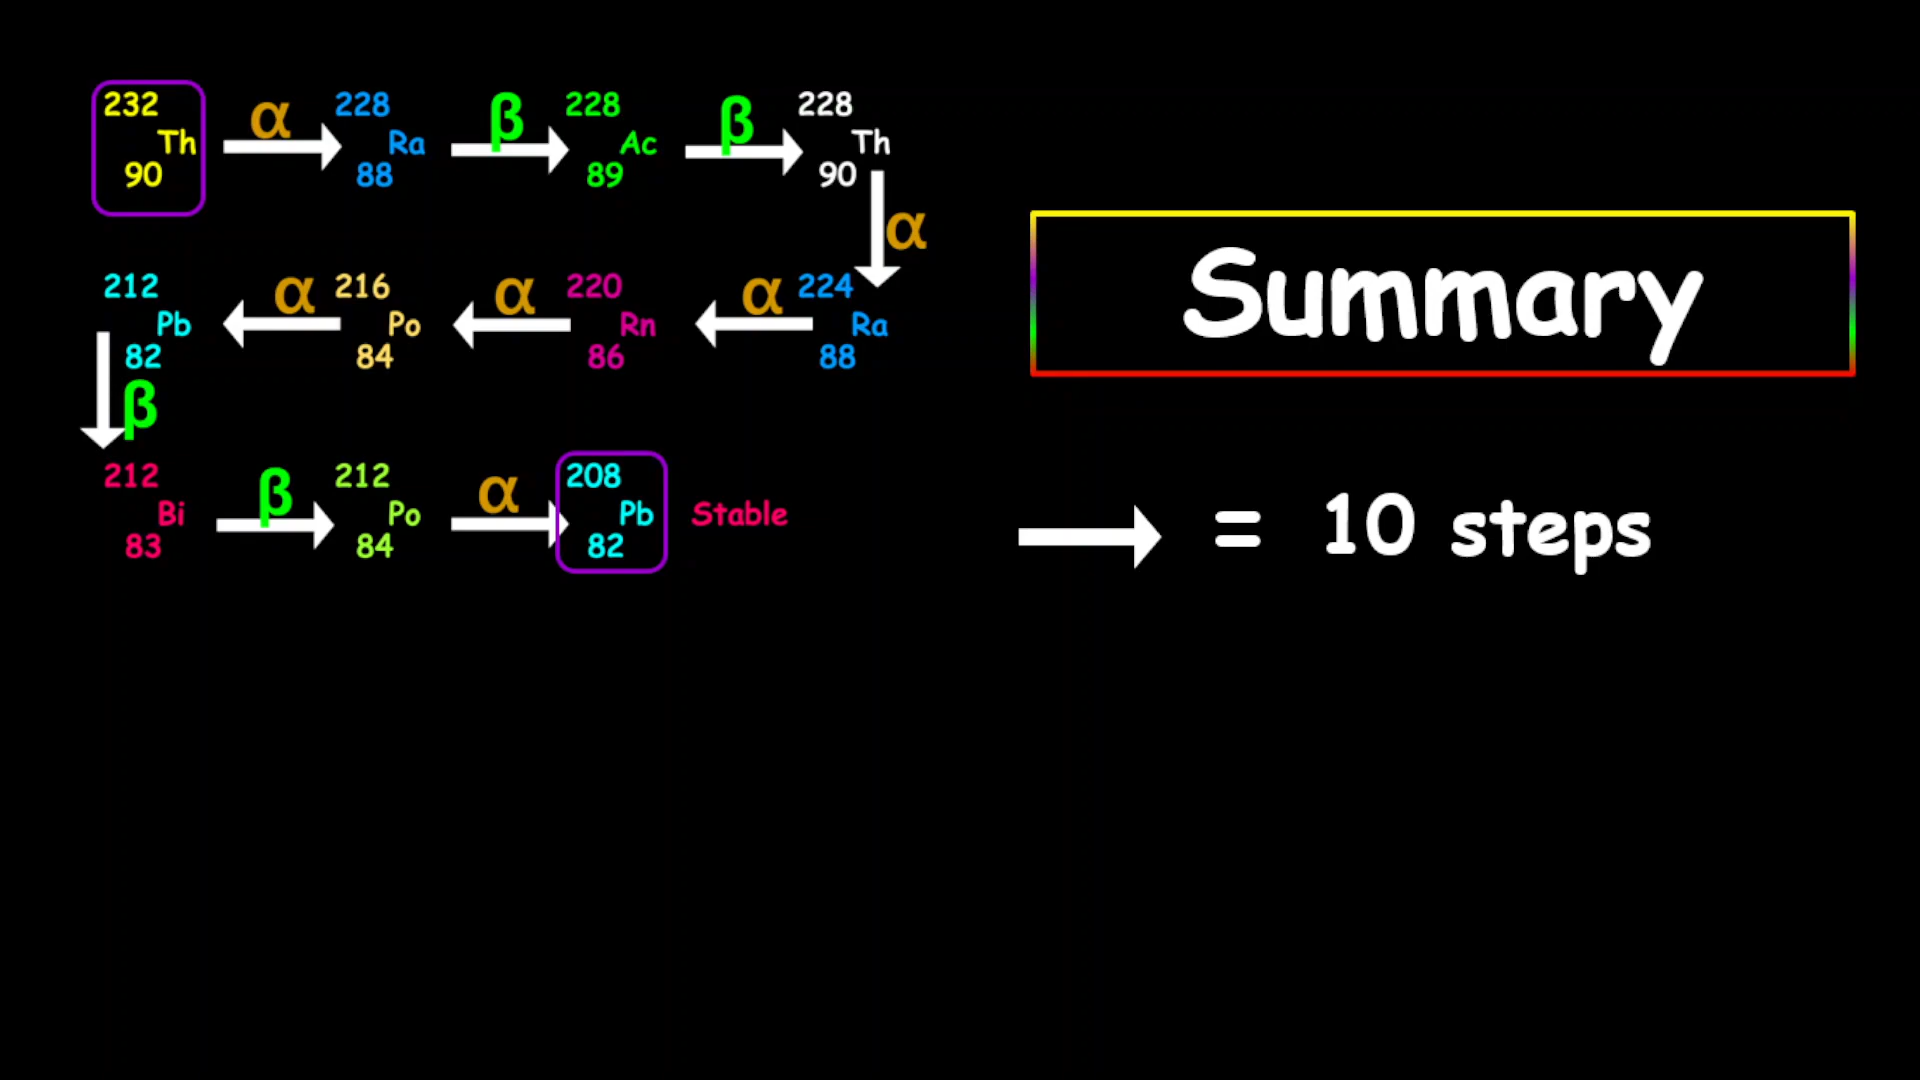 232 228 228 228
α β β
Th Ra Ac Th
90 88 89 90
α
212 216 220 224
α α α
Pb Po Rn Ra
82 84 86 88
β
212 212 208
β α
Bi Po Pb Stable
83 84 82
Summary
= 10 steps